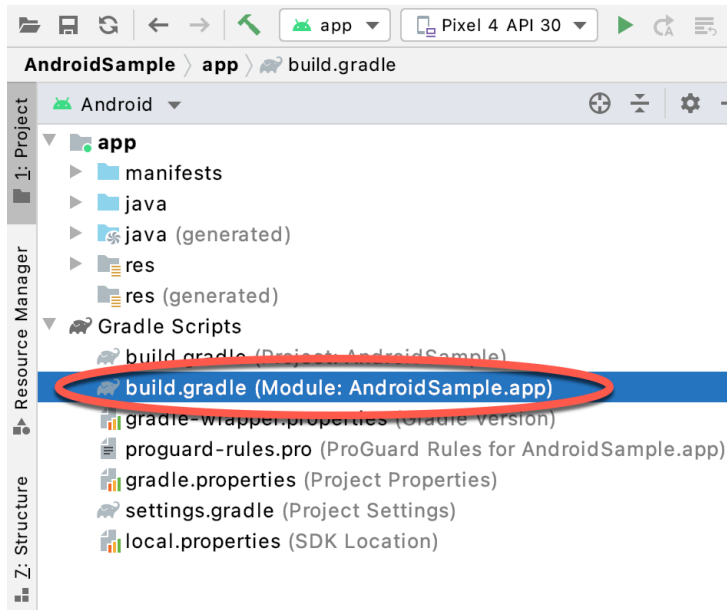 app
Pixel 4 API 30
AndroidSample 〉 app 〉 build.gradle
Android
1: Project
app
manifests
java
java (generated)
res
res (generated)
Resource Manager
Gradle Scripts
build.gradle (Project: AndroidSample)
build.gradle (Module: AndroidSample.app)
gradle-wrapper.properties (Gradle Version)
proguard-rules.pro (ProGuard Rules for AndroidSample.app)
gradle.properties (Project Properties)
settings.gradle (Project Settings)
local.properties (SDK Location)
Z: Structure